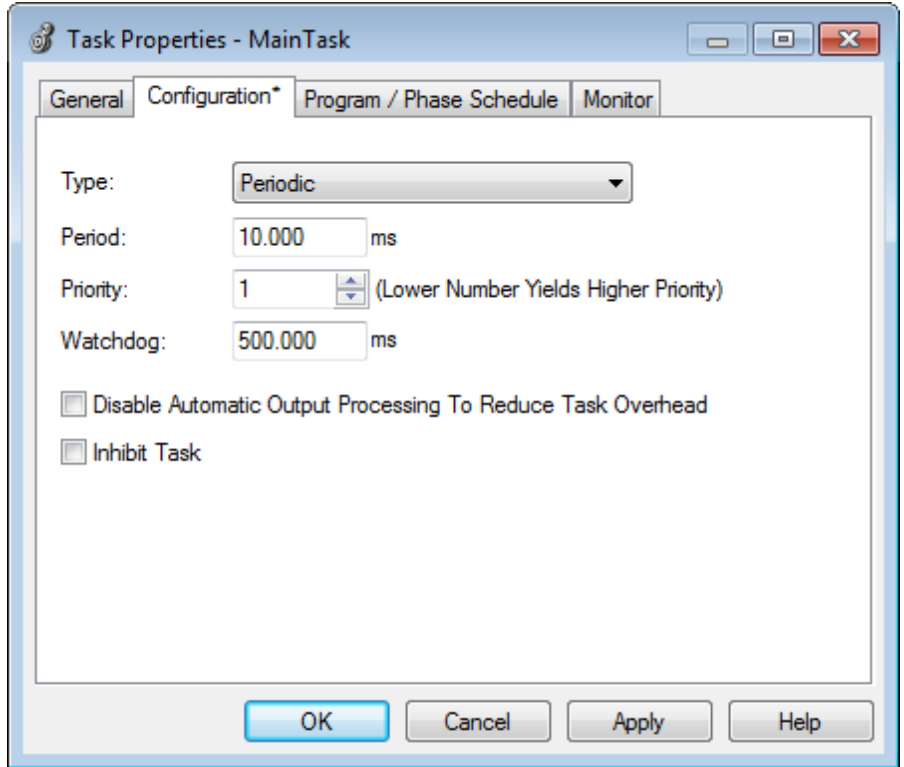 Task Properties - MainTask
General Configuration* Program / Phase Schedule Monitor
Type: Periodic
Period: 10.000 ms
Priority: 1 (Lower Number Yields Higher Priority)
Watchdog: 500.000 ms
Disable Automatic Output Processing To Reduce Task Overhead
Inhibit Task
OK Cancel Apply Help